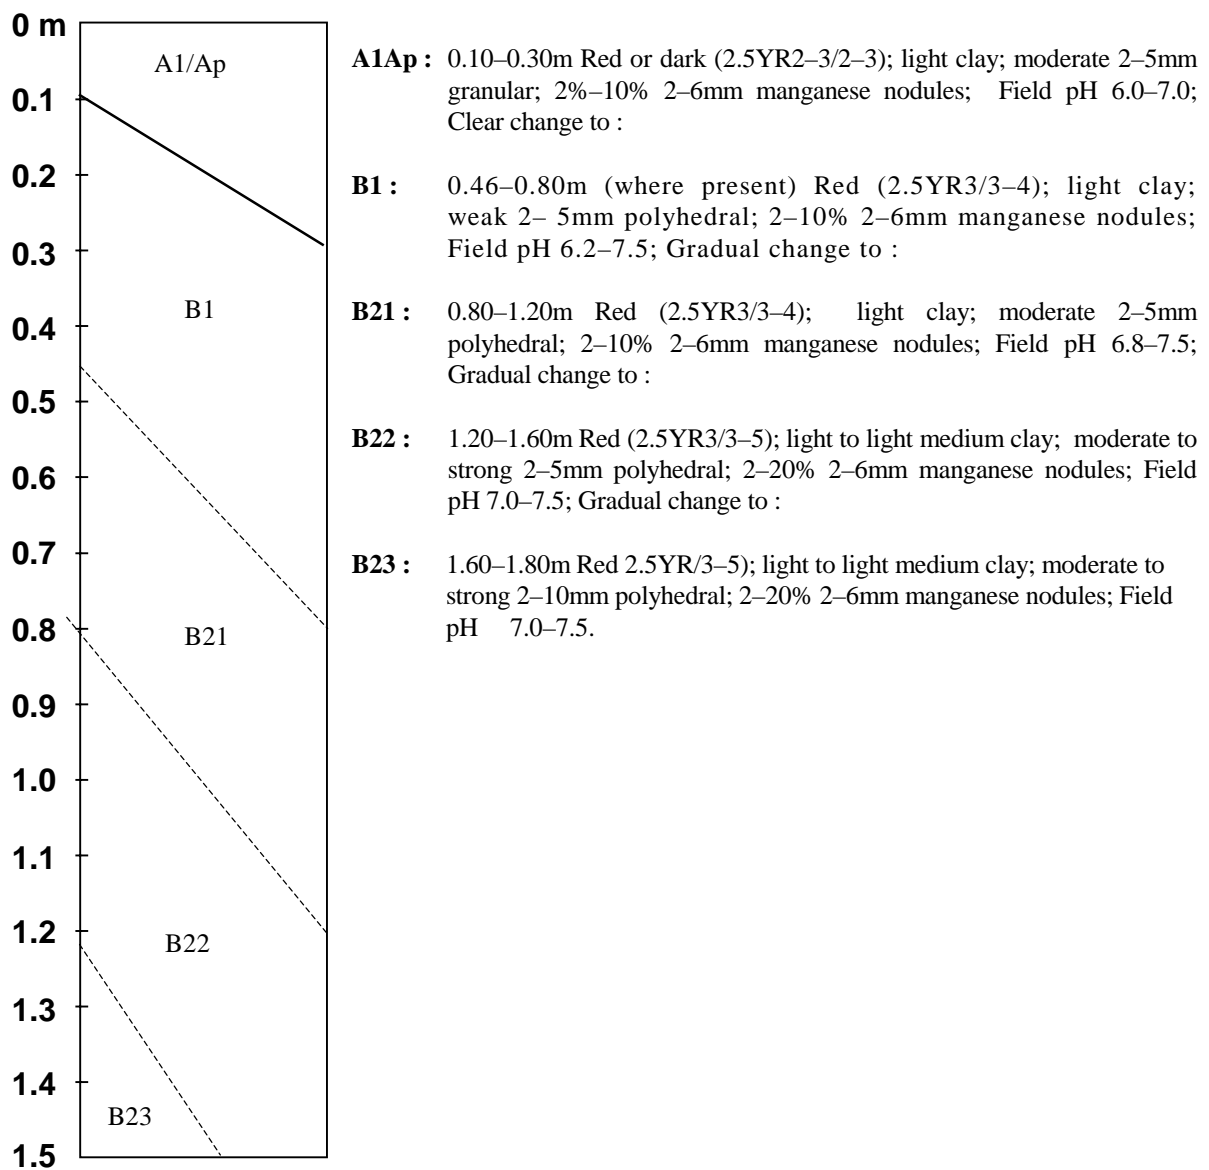 0 m
0.1
0.2
0.3
0.4
0.5
0.6
0.7
0.8
0.9
1.0
1.1
1.2
1.3
1.4
1.5
A1/Ap
B1
B21
B22
B23
A1Ap : 0.10–0.30m Red or dark (2.5YR2–3/2–3); light clay; moderate 2–5mm
granular; 2%–10% 2–6mm manganese nodules; Field pH 6.0–7.0;
Clear change to :
B1 : 0.46–0.80m (where present) Red (2.5YR3/3–4); light clay;
weak 2– 5mm polyhedral; 2–10% 2–6mm manganese nodules;
Field pH 6.2–7.5; Gradual change to :
B21 : 0.80–1.20m Red (2.5YR3/3–4); light clay; moderate 2–5mm
polyhedral; 2–10% 2–6mm manganese nodules; Field pH 6.8–7.5;
Gradual change to :
B22 : 1.20–1.60m Red (2.5YR3/3–5); light to light medium clay; moderate to
strong 2–5mm polyhedral; 2–20% 2–6mm manganese nodules; Field
pH 7.0–7.5; Gradual change to :
B23 : 1.60–1.80m Red 2.5YR/3–5); light to light medium clay; moderate to
strong 2–10mm polyhedral; 2–20% 2–6mm manganese nodules; Field
pH 7.0–7.5.